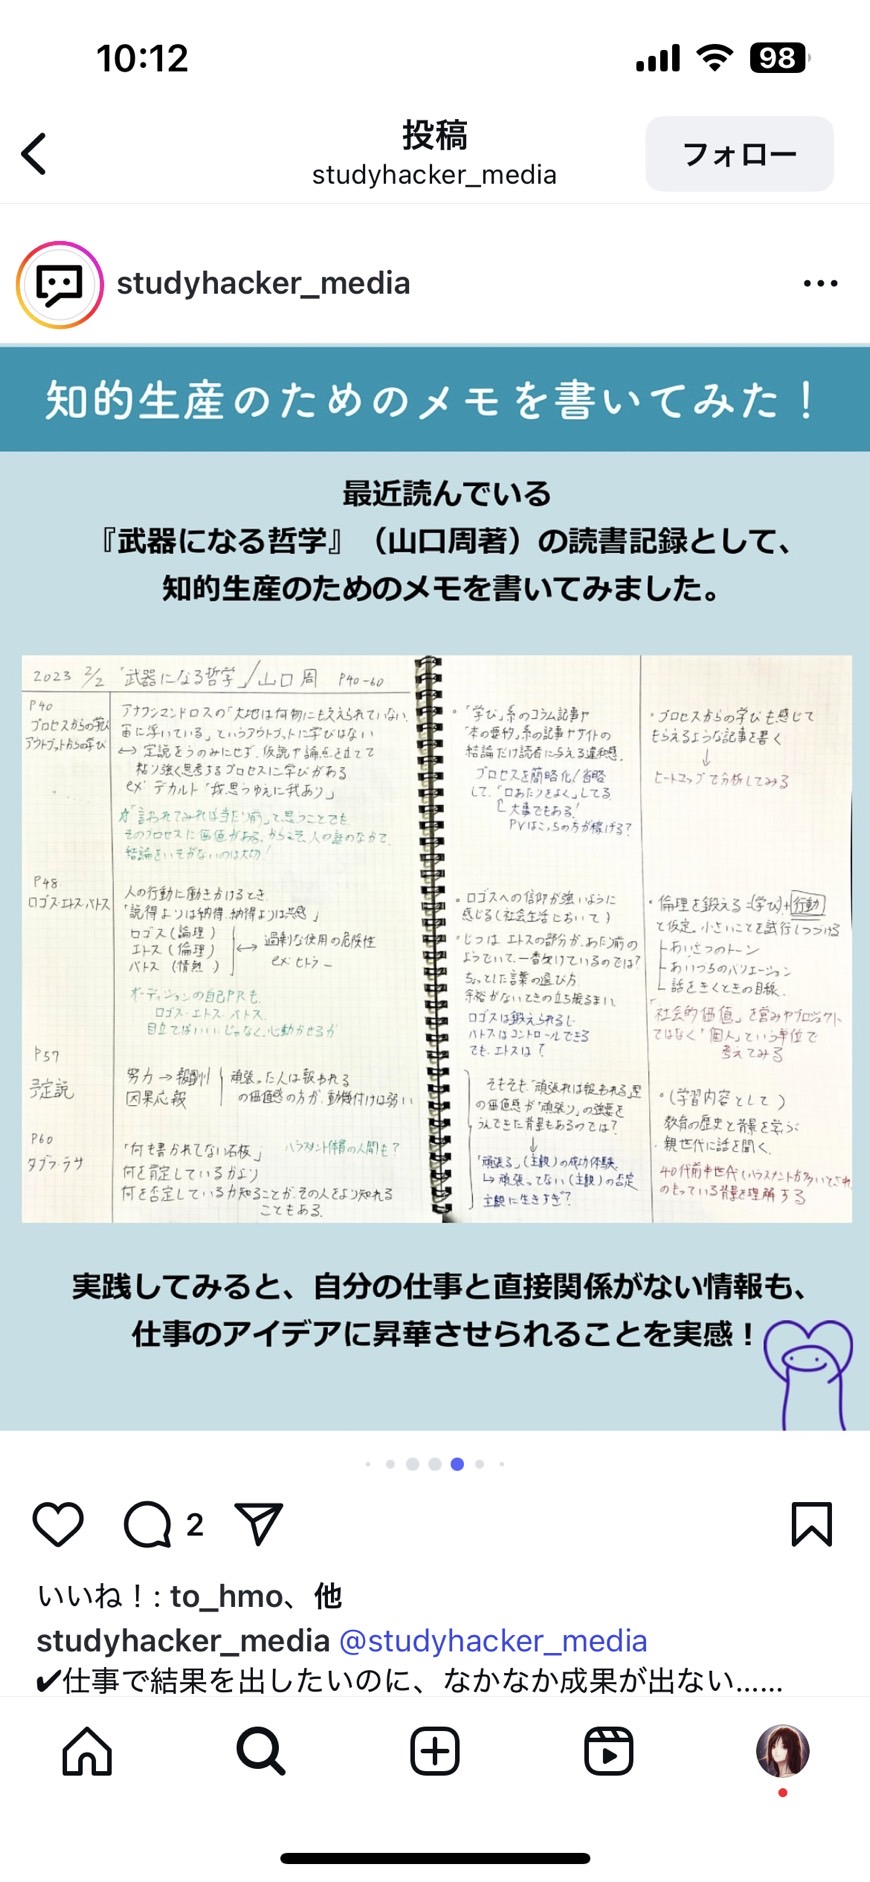 10:12
98
投稿
studyhacker_media
フォロー
studyhacker_media
知的生産のためのメモを書いてみた！
最近読んでいる
『武器になる哲学』（山口周著）の読書記録として、
知的生産のためのメモを書いてみました。
2023 2/2 「武器になる哲学」/山口周 P40-60
P40
プロセスからの学び
アウトプットからの学び
アナクシマンドロスの「大地は何物にも支えられていない、
宙に浮いている」というアウトプットに学びはない
↔ 定説をうのみにせず、仮説や論点を立てて
粘り強く思考するプロセスに学びがある
ex デカルト「我思うゆえに我あり」
「言われてみれば当たり前」と思うことでも
そのプロセスに価値がある。からこそ、人の話のなかで、
結論をいそがないのは大切！
P48
ロゴス・エトス・パトス
人の行動に働きかけるとき、
「説得よりは納得、納得よりは共感」
ロゴス（論理）
エトス（倫理）
パトス（情熱）
↔ 過剰な使用の危険性
ex ヒトラー
オーディションの自己PRも、
ロゴス・エトス・パトス
目立てばいいじゃなく、心動かせるか
P57
予定説
努力→報酬
因果応報
頑張った人は報われる
の価値感の方が、動機付けは弱い
P60
タブラ・ラサ
「何も書かれてない石板」
ハラスメント体質の人間も？
何を肯定しているかより
何を否定しているか知ることが、その人をより知れる
こともある。
・「学び」系のコラム記事や
「本の要約」系の記事やサイトの
結論だけ読者に与える違和感。
プロセスを簡略化/省略
して、「口あたりをよく」してる
大事でもある！
PVはこっちの方が稼げる？
・ロゴスへの信仰が強いように
感じる（社会生活において）
・じつはエトスの部分が、あたり前の
ようでいて、一番欠けているのでは？
ちょっとした言葉の選び方
余裕がないときの立ち振るまい
ロゴスは鍛えられるし
パトスはコントロールできる
でも、エトスは？
そもそも「頑張れば報われる」
の価値感が「頑張り」の強要を
うんできた背景もあるのでは？
↓
「頑張る」（主観）の成功体験
↳ 頑張ってない（主観）の否定
主観に生きすぎ？
・プロセスからの学びも感じて
もらえるような記事を書く
↓
ヒートマップで分析してみる
・倫理を鍛える=学び+行動
と仮定。小さいことを試行しつづける
あいさつのトーン
あいづちのバリエーション
話をきくときの目線
「社会的価値」を営みやプロジェクト
ではなく「個人」という単位で
考えてみる
・（学習内容として）
教育の歴史と背景を学ぶ
・親世代に話を聞く、
40代前半世代（ハラスメントが多いとされ
のもっている背景を理解する
実践してみると、自分の仕事と直接関係がない情報も、
仕事のアイデアに昇華させられることを実感！
2
いいね！: to_hmo、他
studyhacker_media @studyhacker_media
✔仕事で結果を出したいのに、なかなか成果が出ない……